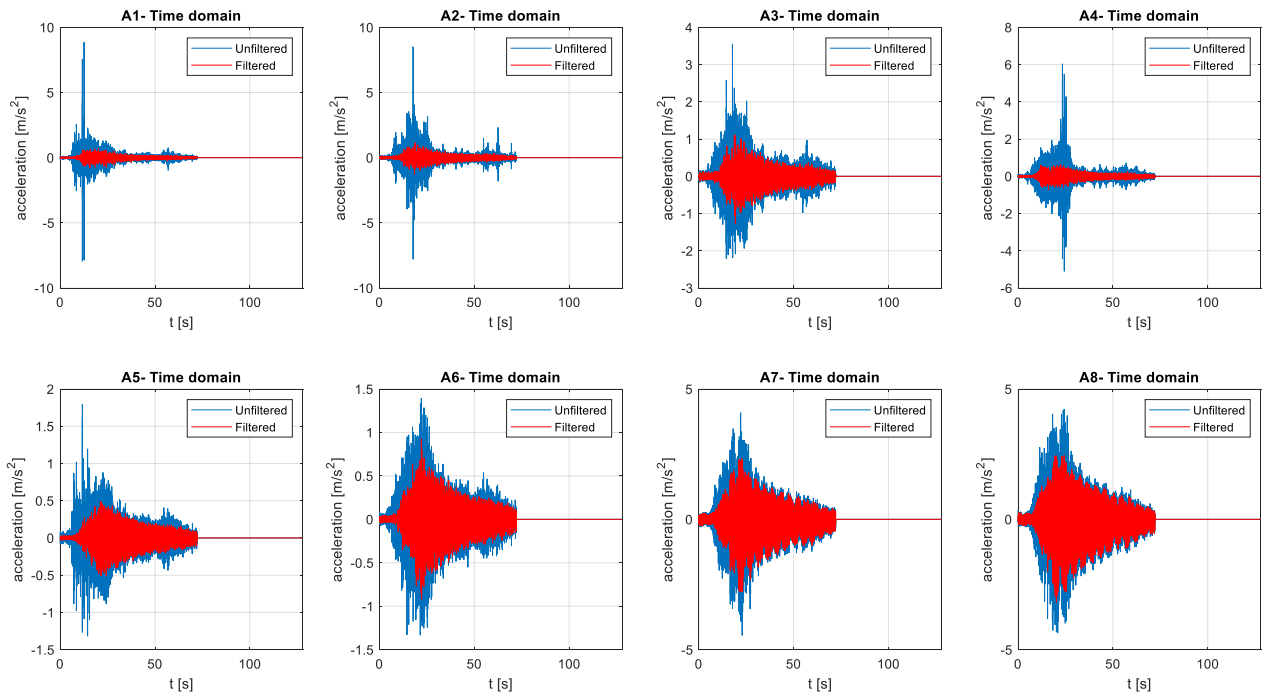 A1- Time domain
acceleration [m/s²]
10
5
0
-5
-10
0
50
100
t [s]
Unfiltered
Filtered
A2- Time domain
acceleration [m/s²]
10
5
0
-5
-10
0
50
100
t [s]
Unfiltered
Filtered
A3- Time domain
acceleration [m/s²]
4
3
2
1
0
-1
-2
-3
0
50
100
t [s]
Unfiltered
Filtered
A4- Time domain
acceleration [m/s²]
8
6
4
2
0
-2
-4
-6
0
50
100
t [s]
Unfiltered
Filtered
A5- Time domain
acceleration [m/s²]
2
1.5
1
0.5
0
-0.5
-1
-1.5
0
50
100
t [s]
Unfiltered
Filtered
A6- Time domain
acceleration [m/s²]
1.5
1
0.5
0
-0.5
-1
-1.5
0
50
100
t [s]
Unfiltered
Filtered
A7- Time domain
acceleration [m/s²]
5
0
-5
0
50
100
t [s]
Unfiltered
Filtered
A8- Time domain
acceleration [m/s²]
5
0
-5
0
50
100
t [s]
Unfiltered
Filtered